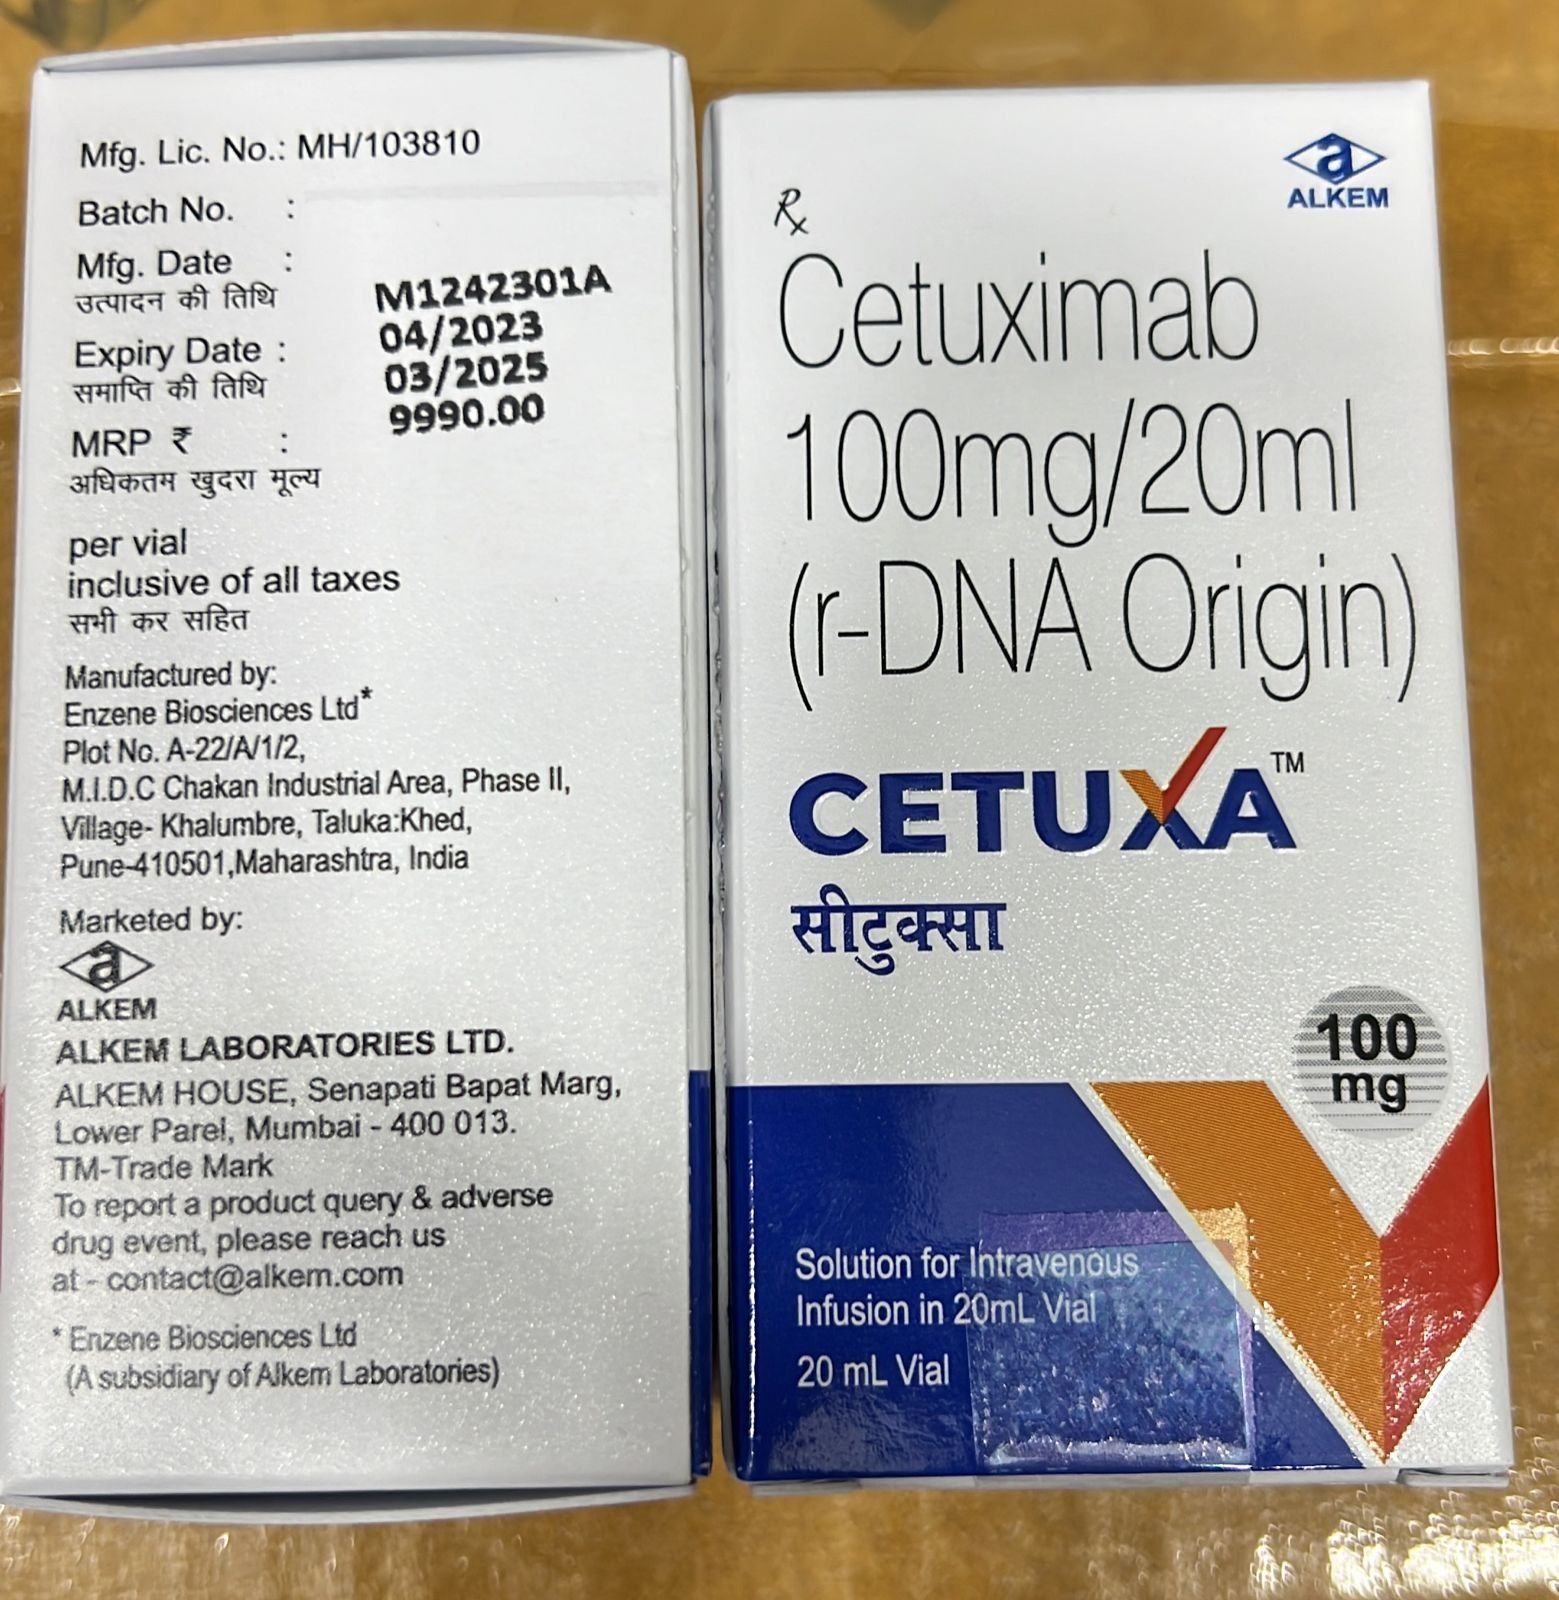 Mfg. Lic. No.: MH/103810
Batch No. :
Mfg. Date :
उत्पादन की तिथि
Expiry Date :
समाप्ति की तिथि
MRP ₹ :
अधिकतम खुदरा मूल्य
M1242301A
04/2023
03/2025
9990.00
per vial
inclusive of all taxes
सभी कर सहित
Manufactured by:
Enzene Biosciences Ltd*
Plot No. A-22/A/1/2,
M.I.D.C Chakan Industrial Area, Phase II,
Village- Khalumbre, Taluka:Khed,
Pune-410501,Maharashtra, India
Marketed by:
a
ALKEM
ALKEM LABORATORIES LTD.
ALKEM HOUSE, Senapati Bapat Marg,
Lower Parel, Mumbai - 400 013.
TM-Trade Mark
To report a product query & adverse
drug event, please reach us
at - contact@alkem.com
* Enzene Biosciences Ltd
(A subsidiary of Alkem Laboratories)
a
ALKEM
Rx
Cetuximab
100mg/20ml
(r-DNA Origin)
CETUXA™
सीटुक्सा
100
mg
Solution for Intravenous
Infusion in 20mL Vial
20 mL Vial